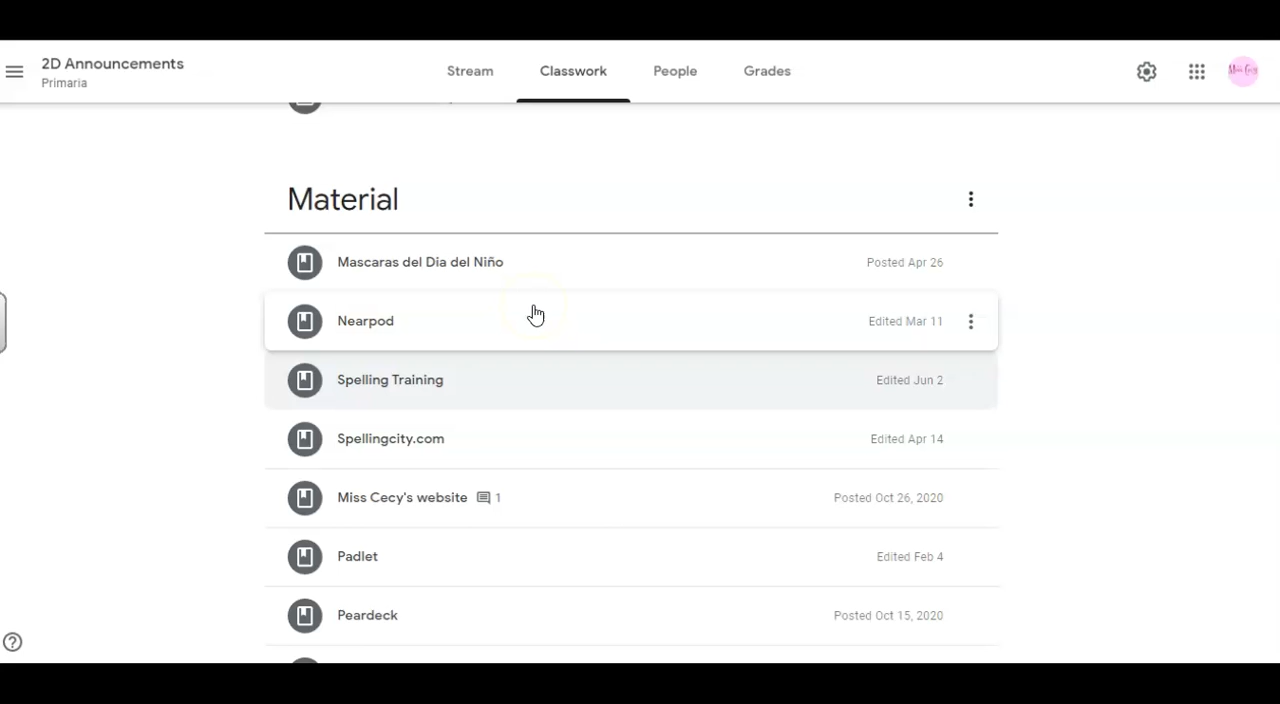 2D Announcements
Primaria
Stream
Classwork
People
Grades
Miss Cecy
Material
Mascaras del Dia del Niño
Posted Apr 26
Nearpod
Edited Mar 11
Spelling Training
Edited Jun 2
Spellingcity.com
Edited Apr 14
Miss Cecy's website 1
Posted Oct 26, 2020
Padlet
Edited Feb 4
Peardeck
Posted Oct 15, 2020